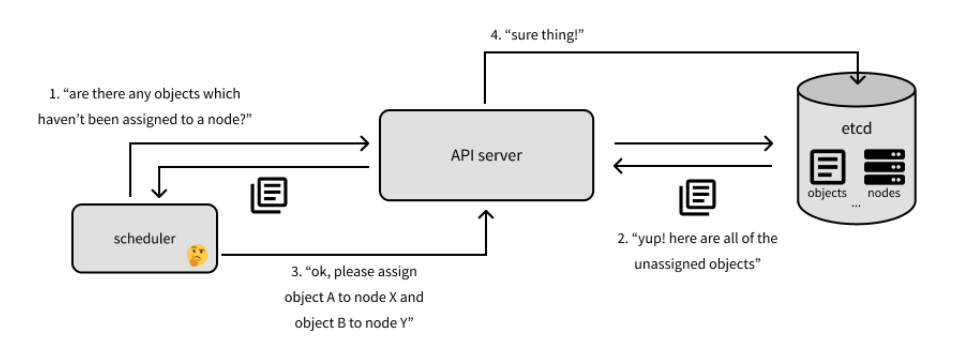 4. “sure thing!”
1. “are there any objects which
haven’t been assigned to a node?”
API server
etcd
objects
nodes
...
scheduler
2. “yup! here are all of the
unassigned objects”
3. “ok, please assign
object A to node X and
object B to node Y”